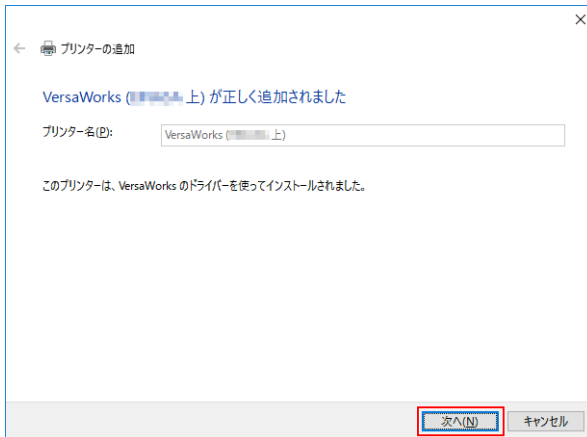 プリンターの追加
VersaWorks ( 上) が正しく追加されました
プリンター名(P):
VersaWorks ( 上)
このプリンターは、VersaWorks のドライバーを使ってインストールされました。
次へ(N)
キャンセル